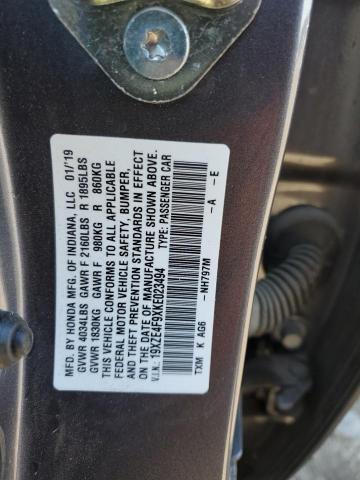 MFD. BY HONDA MFG. OF INDIANA, LLC 01/19
GVWR 4034LBS GAWR F 2160LBS R 1895LBS
GVWR 1830KG GAWR F 980KG R 860KG
THIS VEHICLE CONFORMS TO ALL APPLICABLE
FEDERAL MOTOR VEHICLE SAFETY, BUMPER,
AND THEFT PREVENTION STANDARDS IN EFFECT
ON THE DATE OF MANUFACTURE SHOWN ABOVE.
V.I.N.: 19XZE4F9XKE023494 TYPE: PASSENGER CAR
NH797M A E
TXM K AG6